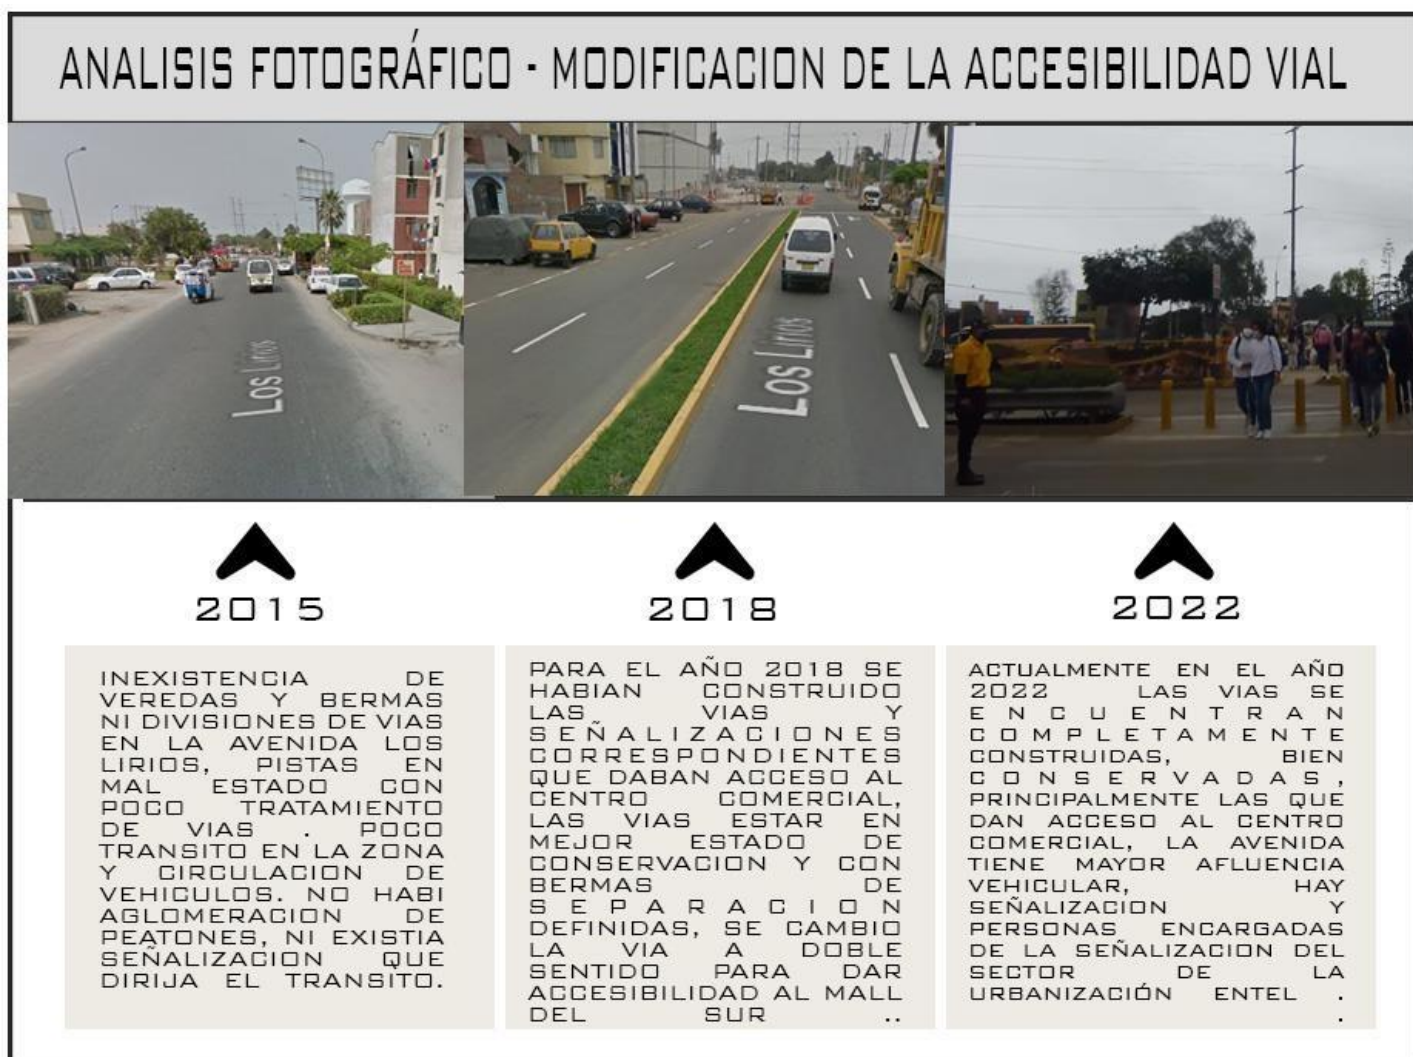 ANALISIS FOTOGRÁFICO - MODIFICACION DE LA ACCESIBILIDAD VIAL
Los Lirios
Los Lirios
2015
2018
2022
INEXISTENCIA DE
VEREDAS Y BERMAS
NI DIVISIONES DE VIAS
EN LA AVENIDA LOS
LIRIOS, PISTAS EN
MAL ESTADO CON
POCO TRATAMIENTO
DE VIAS . POCO
TRANSITO EN LA ZONA
Y CIRCULACION DE
VEHICULOS. NO HABI
AGLOMERACION DE
PEATONES, NI EXISTIA
SEÑALIZACION QUE
DIRIJA EL TRANSITO.
PARA EL AÑO 2018 SE
HABIAN CONSTRUIDO
LAS VIAS Y
SEÑALIZACIONES
CORRESPONDIENTES
QUE DABAN ACCESO AL
CENTRO COMERCIAL,
LAS VIAS ESTAR EN
MEJOR ESTADO DE
CONSERVACION Y CON
BERMAS DE
SEPARACION
DEFINIDAS, SE CAMBIO
LA VIA A DOBLE
SENTIDO PARA DAR
ACCESIBILIDAD AL MALL
DEL SUR ..
ACTUALMENTE EN EL AÑO
2022 LAS VIAS SE
ENCUENTRAN
COMPLETAMENTE
CONSTRUIDAS, BIEN
CONSERVADAS,
PRINCIPALMENTE LAS QUE
DAN ACCESO AL CENTRO
COMERCIAL, LA AVENIDA
TIENE MAYOR AFLUENCIA
VEHICULAR, HAY
SEÑALIZACION Y
PERSONAS ENCARGADAS
DE LA SEÑALIZACION DEL
SECTOR DE LA
URBANIZACIÓN ENTEL .
.